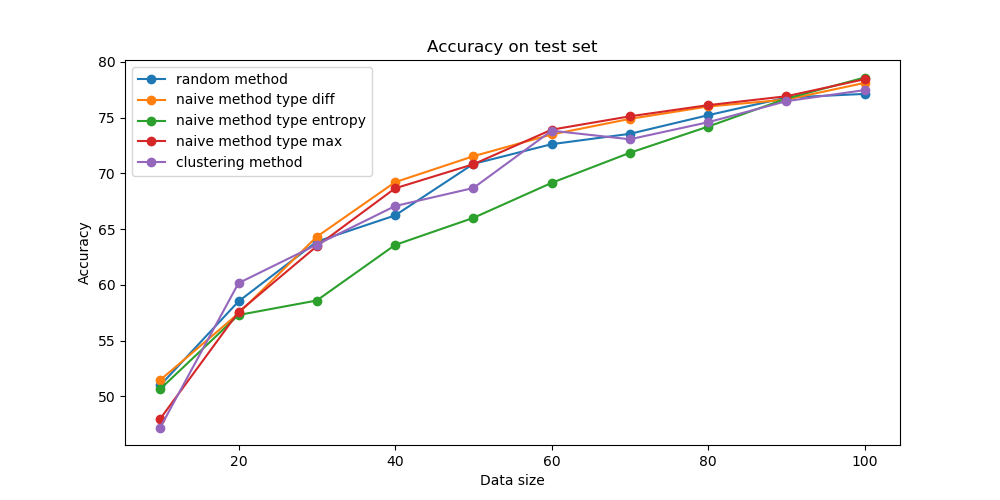 Accuracy on test set
random method
naive method type diff
naive method type entropy
naive method type max
clustering method
Accuracy
80
75
70
65
60
55
50
20 40 60 80 100
Data size